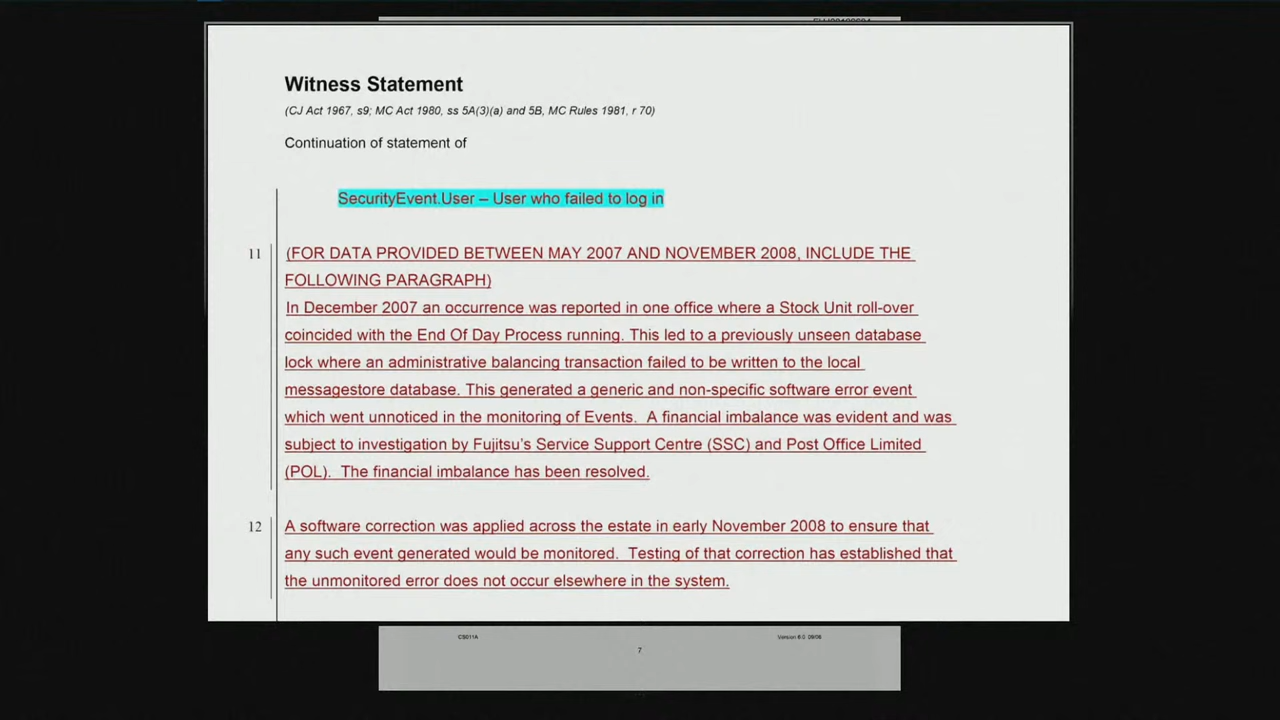 Witness Statement
(CJ Act 1967, s9; MC Act 1980, ss 5A(3)(a) and 5B, MC Rules 1981, r 70)
Continuation of statement of
SecurityEvent.User – User who failed to log in
11 (FOR DATA PROVIDED BETWEEN MAY 2007 AND NOVEMBER 2008, INCLUDE THE
FOLLOWING PARAGRAPH)
In December 2007 an occurrence was reported in one office where a Stock Unit roll-over
coincided with the End Of Day Process running. This led to a previously unseen database
lock where an administrative balancing transaction failed to be written to the local
messagestore database. This generated a generic and non-specific software error event
which went unnoticed in the monitoring of Events. A financial imbalance was evident and was
subject to investigation by Fujitsu's Service Support Centre (SSC) and Post Office Limited
(POL). The financial imbalance has been resolved.
12 A software correction was applied across the estate in early November 2008 to ensure that
any such event generated would be monitored. Testing of that correction has established that
the unmonitored error does not occur elsewhere in the system.
CS011A Version 6.0 09/06
7